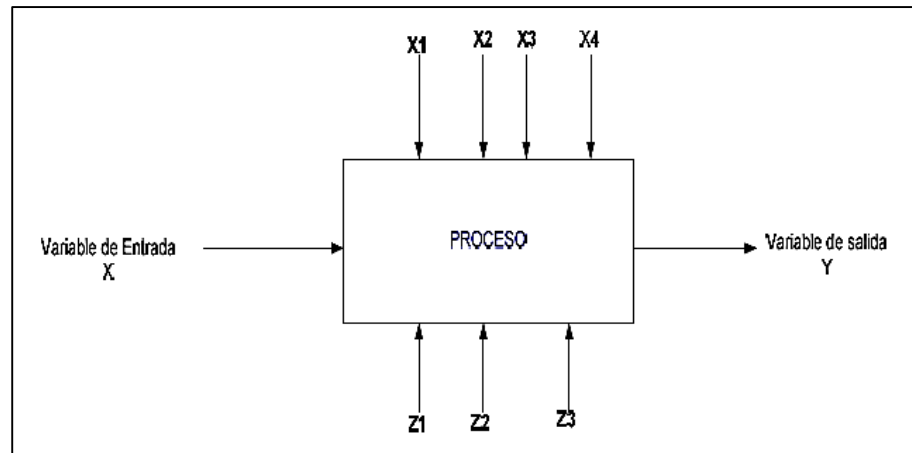 X1 X2 X3 X4
PROCESO
Variable de Entrada
X
Variable de salida
Y
Z1 Z2 Z3